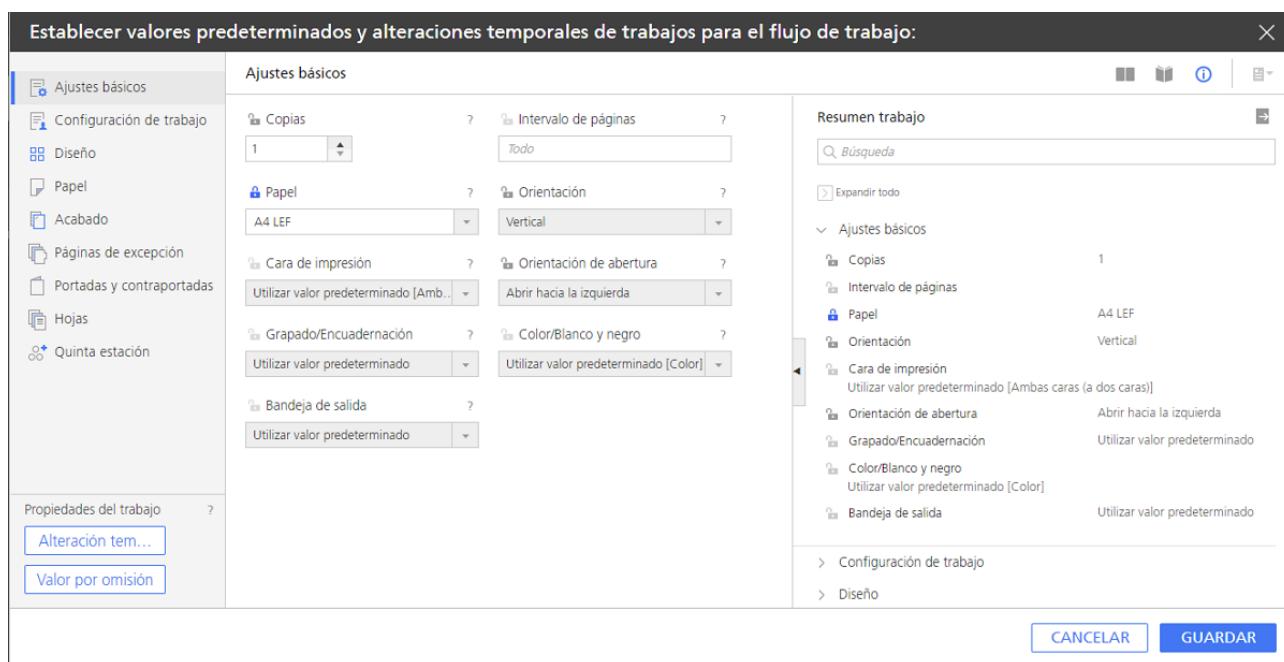 Establecer valores predeterminados y alteraciones temporales de trabajos para el flujo de trabajo:
Ajustes básicos
Configuración de trabajo
Diseño
Papel
Acabado
Páginas de excepción
Portadas y contraportadas
Hojas
Quinta estación
Propiedades del trabajo ?
Alteración tem...
Valor por omisión
Ajustes básicos
Copias ?
1
Intervalo de páginas ?
Todo
Papel ?
A4 LEF
Orientación ?
Vertical
Cara de impresión ?
Utilizar valor predeterminado [Amb..
Orientación de abertura ?
Abrir hacia la izquierda
Grapado/Encuadernación ?
Utilizar valor predeterminado
Color/Blanco y negro ?
Utilizar valor predeterminado [Color]
Bandeja de salida ?
Utilizar valor predeterminado
Resumen trabajo
Búsqueda
Expandir todo
Ajustes básicos
Copias 1
Intervalo de páginas
Papel A4 LEF
Orientación Vertical
Cara de impresión
Utilizar valor predeterminado [Ambas caras (a dos caras)]
Orientación de abertura Abrir hacia la izquierda
Grapado/Encuadernación Utilizar valor predeterminado
Color/Blanco y negro
Utilizar valor predeterminado [Color]
Bandeja de salida Utilizar valor predeterminado
Configuración de trabajo
Diseño
CANCELAR
GUARDAR